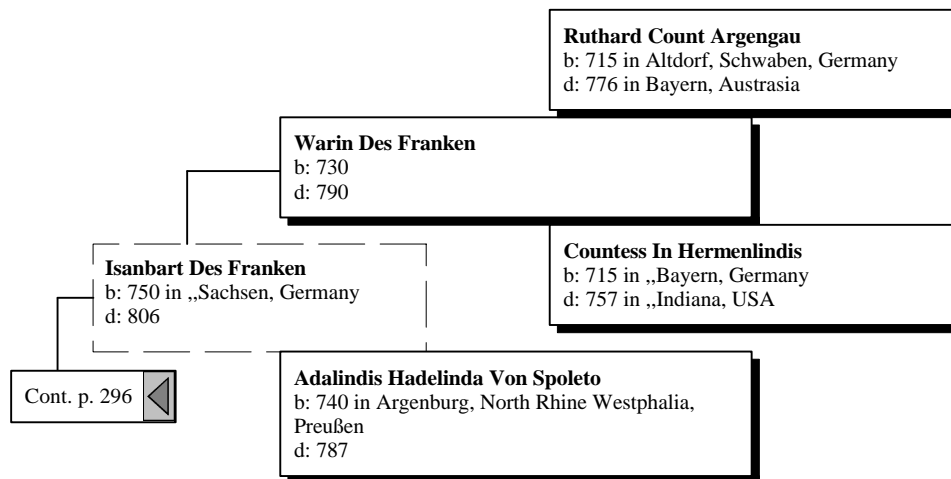 Ruthard Count Argengau
b: 715 in Altdorf, Schwaben, Germany
d: 776 in Bayern, Austrasia
Warin Des Franken
b: 730
d: 790
Countess In Hermenlindis
b: 715 in ,,Bayern, Germany
d: 757 in ,,Indiana, USA
Isanbart Des Franken
b: 750 in ,,Sachsen, Germany
d: 806
Adalindis Hadelinda Von Spoleto
b: 740 in Argenburg, North Rhine Westphalia,
Preußen
d: 787
Cont. p. 296